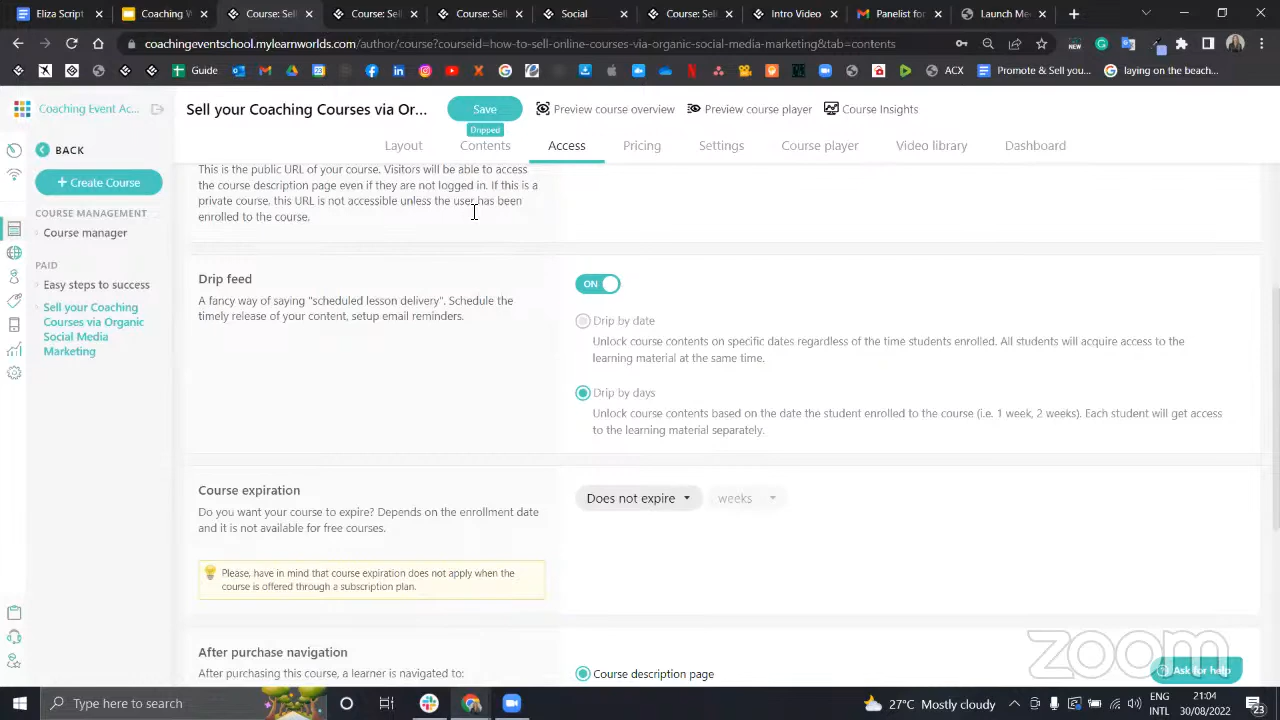 Eliza Script
Coaching W
Course: Sel
Course: Sel
Contents
Social
Course: Sel
Intro Video
Panelist for
Launch Me
coachingeventschool.mylearnworlds.com/author/course?courseid=how-to-sell-online-courses-via-organic-social-media-marketing&tab=contents
NEW
Guide
ACX
Promote & Sell you...
laying on the beach...
Coaching Event Ac...
Sell your Coaching Courses via Or...
Save
Preview course overview
Preview course player
Course Insights
Dripped
Layout
Contents
Access
Pricing
Settings
Course player
Video library
Dashboard
BACK
+ Create Course
COURSE MANAGEMENT
Course manager
PAID
Easy steps to success
Sell your Coaching
Courses via Organic
Social Media
Marketing
This is the public URL of your course. Visitors will be able to access
the course description page even if they are not logged in. If this is a
private course, this URL is not accessible unless the user has been
enrolled to the course.
Drip feed
A fancy way of saying "scheduled lesson delivery". Schedule the
timely release of your content, setup email reminders.
ON
Drip by date
Unlock course contents on specific dates regardless of the time students enrolled. All students will acquire access to the
learning material at the same time.
Drip by days
Unlock course contents based on the date the student enrolled to the course (i.e. 1 week, 2 weeks). Each student will get access
to the learning material separately.
Course expiration
Do you want your course to expire? Depends on the enrollment date
and it is not available for free courses.
Does not expire
weeks
Please, have in mind that course expiration does not apply when the
course is offered through a subscription plan.
After purchase navigation
After purchasing this course, a learner is navigated to:
Course description page
zoom
Ask for help
Type here to search
27°C Mostly cloudy
ENG
INTL
21:04
30/08/2022
23